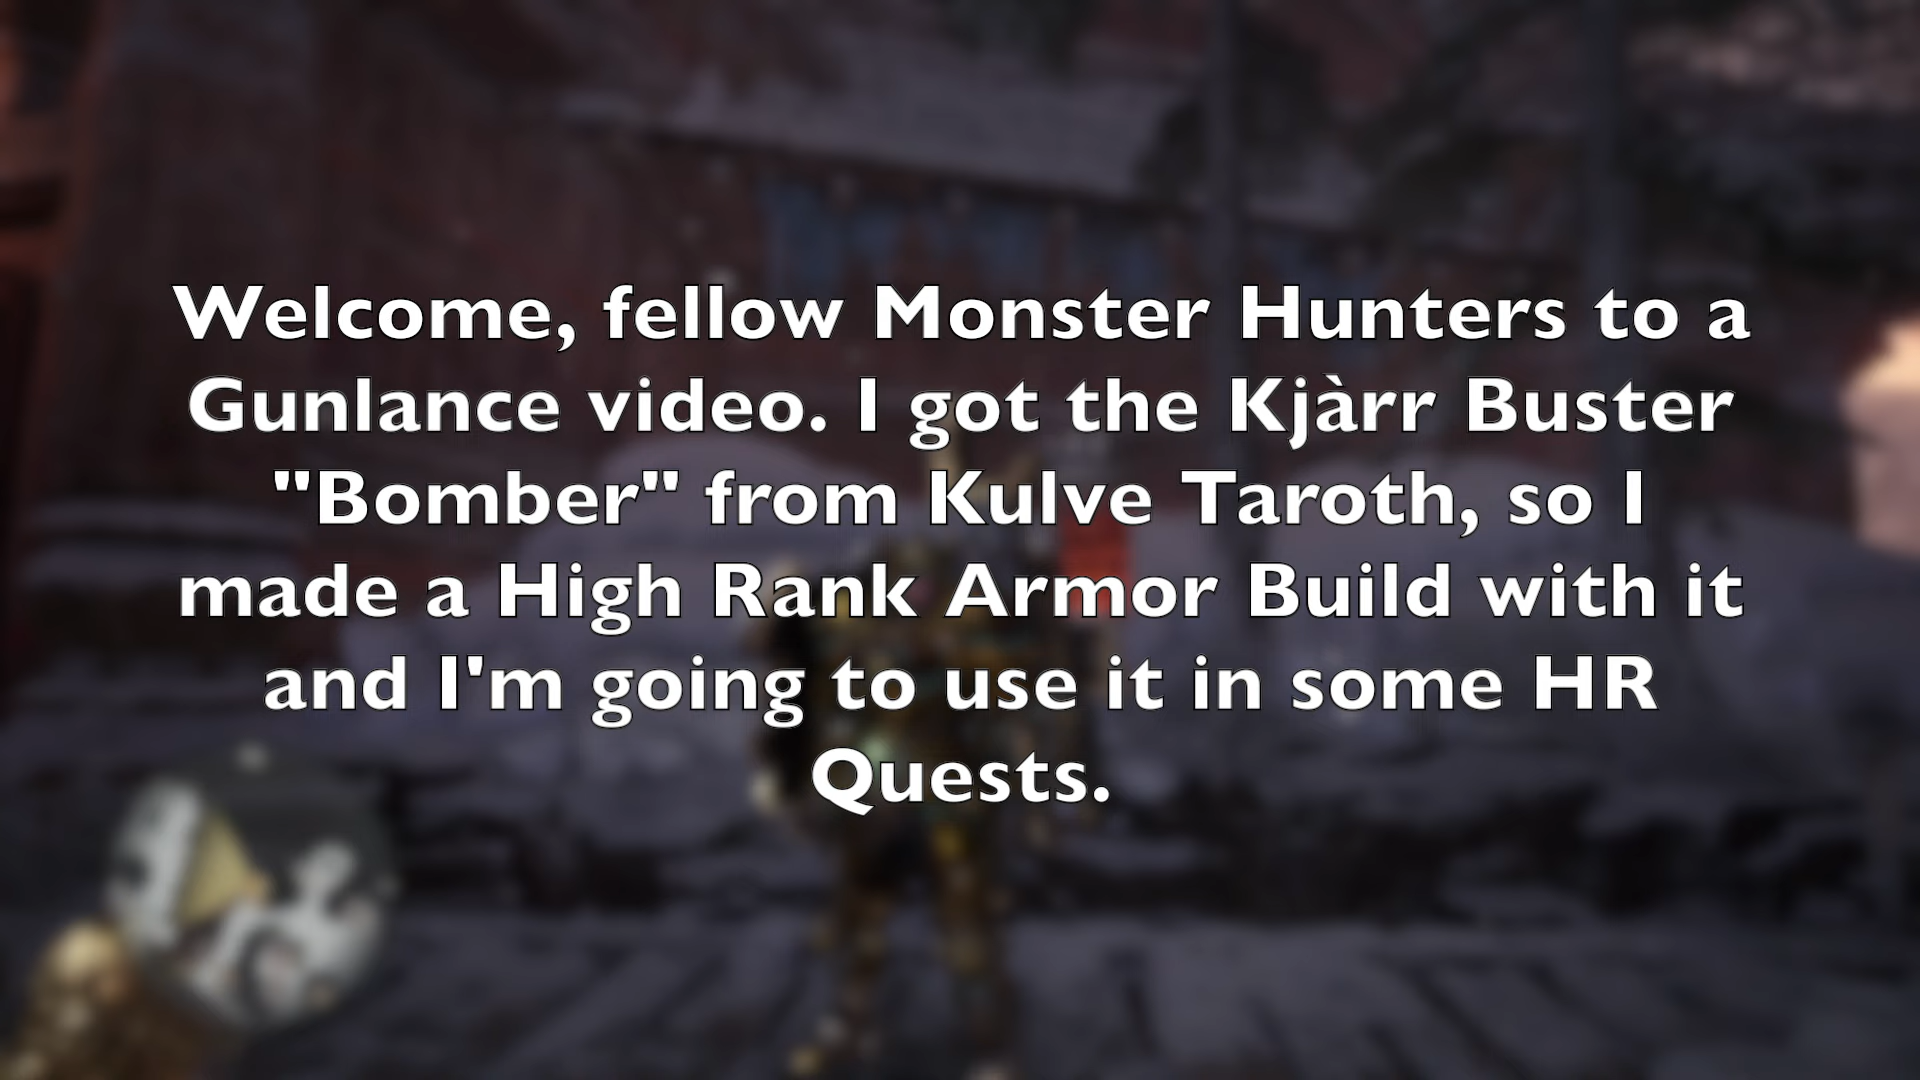 Welcome, fellow Monster Hunters to a
Gunlance video. I got the Kjàrr Buster
"Bomber" from Kulve Taroth, so I
made a High Rank Armor Build with it
and I'm going to use it in some HR
Quests.